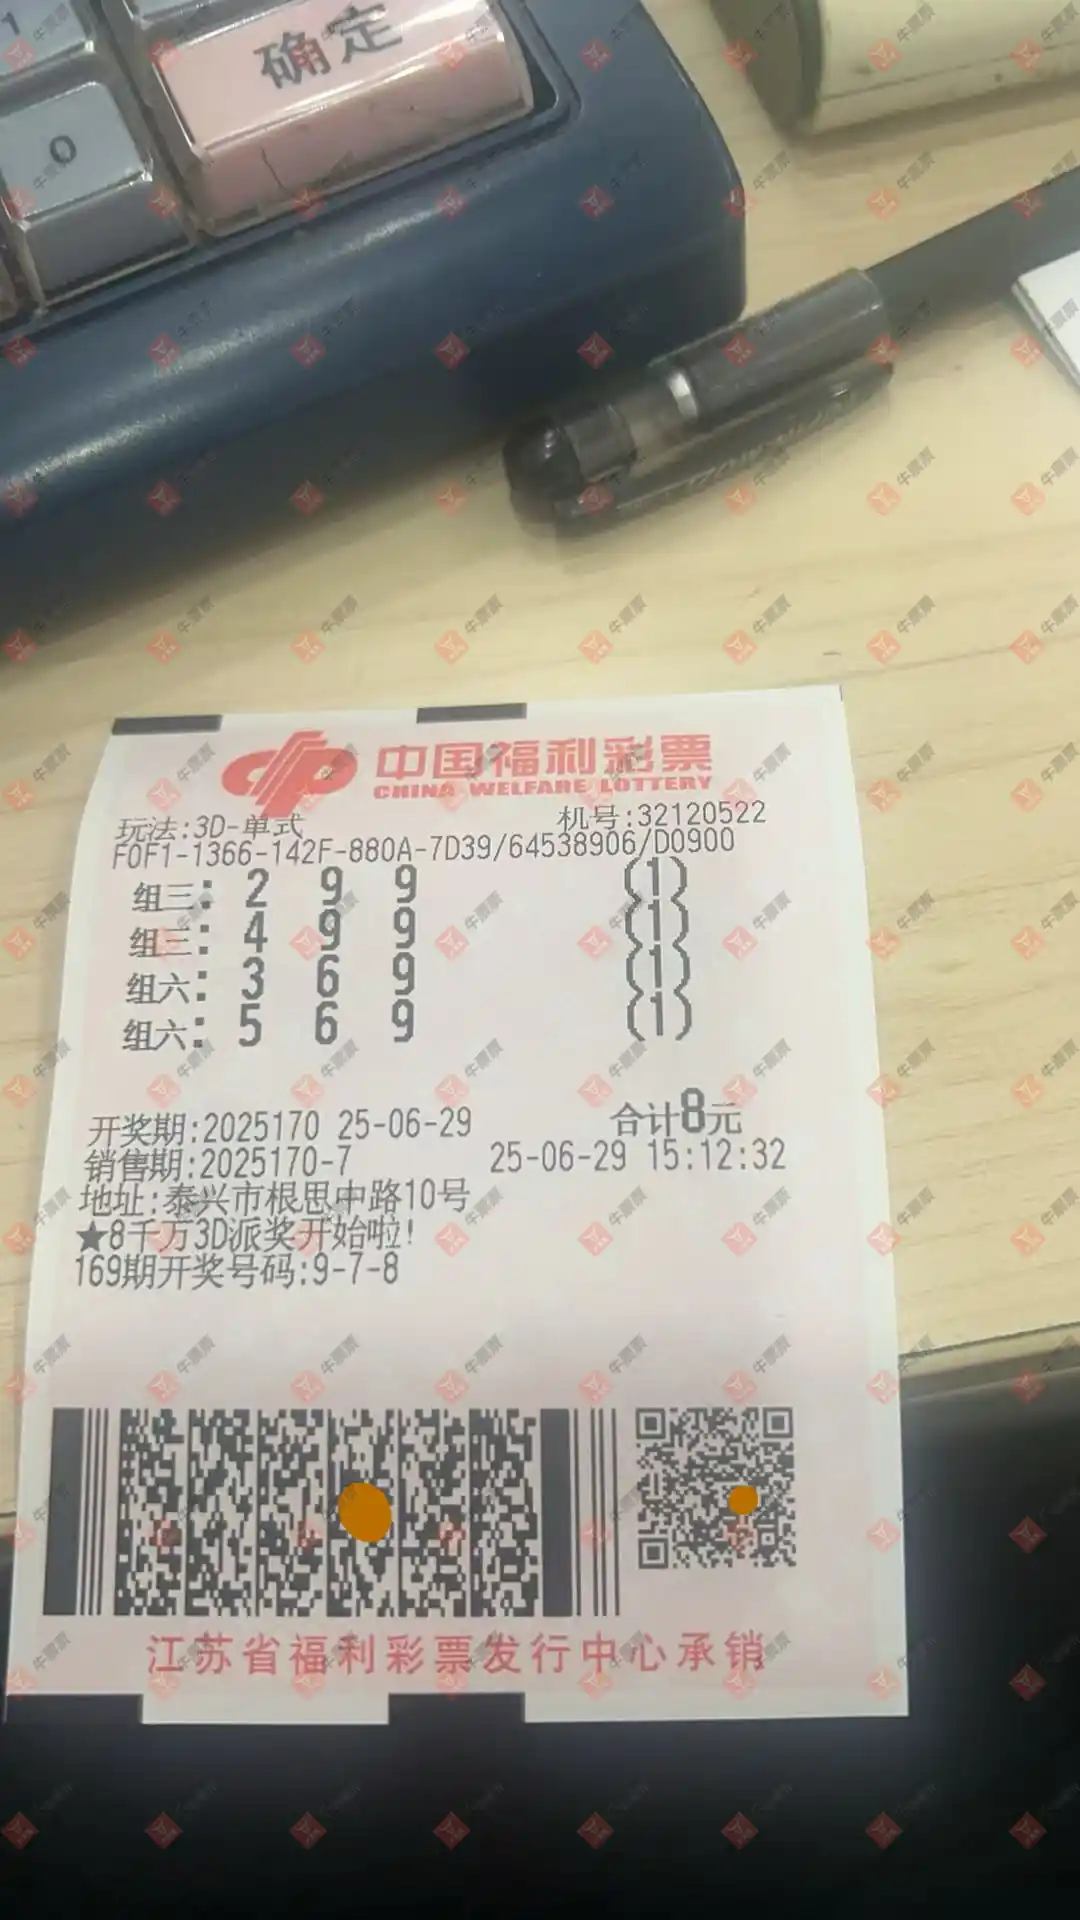 1
确定
0
中国福利彩票
CHINA WELFARE LOTTERY
玩法:3D-单式 机号:32120522
F0F1-1366-142F-880A-7D39/64538906/D0900
组三: 2 9 9 (1)
组三: 4 9 9 (1)
组六: 3 6 9 (1)
组六: 5 6 9 (1)
开奖期:2025170 25-06-29 合计8元
销售期:2025170-7 25-06-29 15:12:32
地址:泰兴市根思中路10号
★8千万3D派奖开始啦!
169期开奖号码:9-7-8
江苏省福利彩票发行中心承销
牛票票